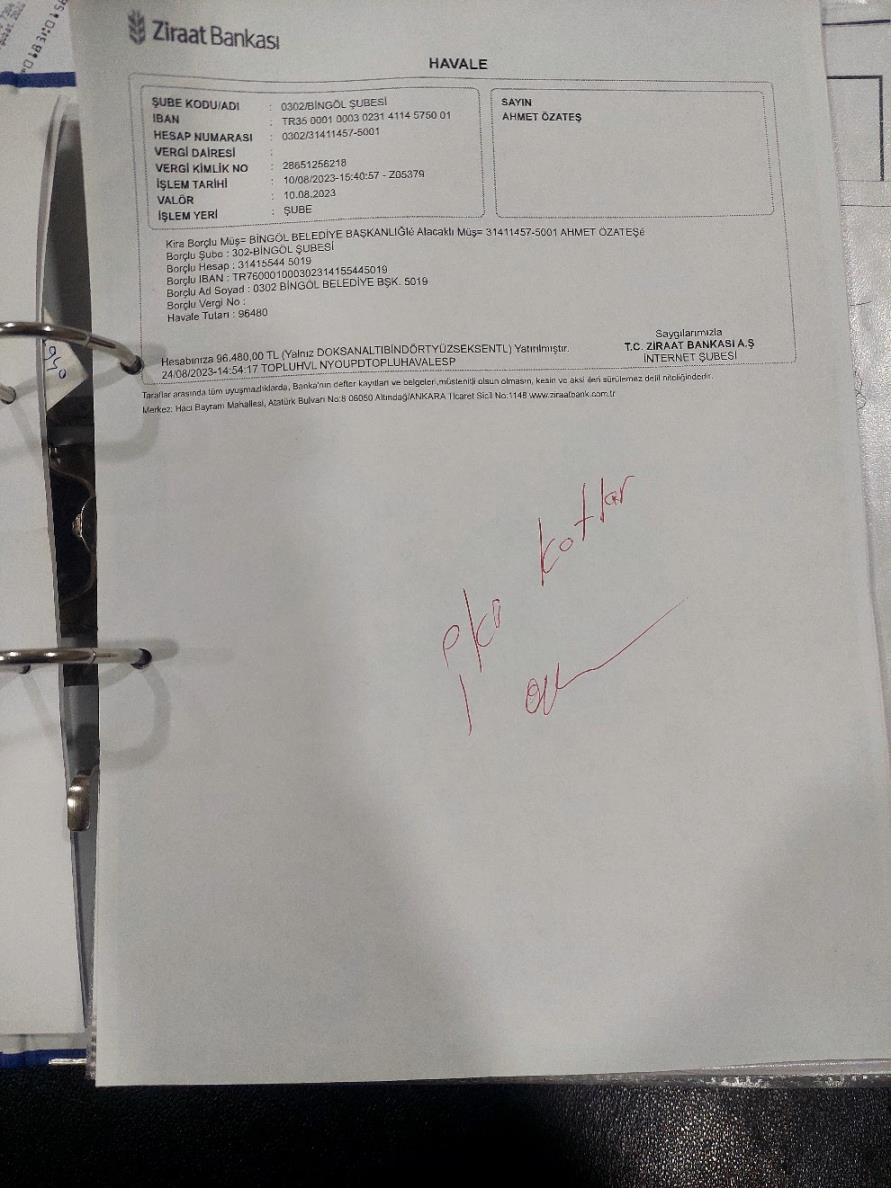 Ziraat Bankası
HAVALE
ŞUBE KODU/ADI : 0302/BİNGÖL ŞUBESİ
IBAN : TR35 0001 0003 0231 4114 5750 01
HESAP NUMARASI : 0302/31411457-5001
VERGİ DAİRESİ :
VERGİ KİMLİK NO : 28651256218
İŞLEM TARİHİ : 10/08/2023-15:40:57 - Z05379
VALÖR : 10.08.2023
İŞLEM YERİ : ŞUBE
SAYIN
AHMET ÖZATEŞ
Kira Borçlu Müş= BİNGÖL BELEDİYE BAŞKANLIĞIé Alacaklı Müş= 31411457-5001 AHMET ÖZATEŞé
Borçlu Şube : 302-BİNGÖL ŞUBESİ
Borçlu Hesap : 31415544 5019
Borçlu IBAN : TR760001000302314155445019
Borçlu Ad Soyad : 0302 BİNGÖL BELEDİYE BŞK. 5019
Borçlu Vergi No :
Havale Tutarı : 96480
Hesabınıza 96.480,00 TL (Yalnız DOKSANALTIBİNDÖRTYÜZSEKSENTL) Yatırılmıştır.
24/08/2023-14:54:17 TOPLUHVL NYOUPDTOPLUHAVALESP
Saygılarımızla
T.C. ZİRAAT BANKASI A.Ş
İNTERNET ŞUBESİ
Taraflar arasında tüm uyuşmazlıklarda, Banka'nın defter kayıtları ve belgeleri,müstenitli olsun olmasın, kesin ve aksi ileri sürülemez delil niteliğindedir.
Merkez: Hacı Bayram Mahallesi, Atatürk Bulvarı No:8 06050 Altındağ/ANKARA Ticaret Sicil No:1148 www.ziraatbank.com.tr
katlar